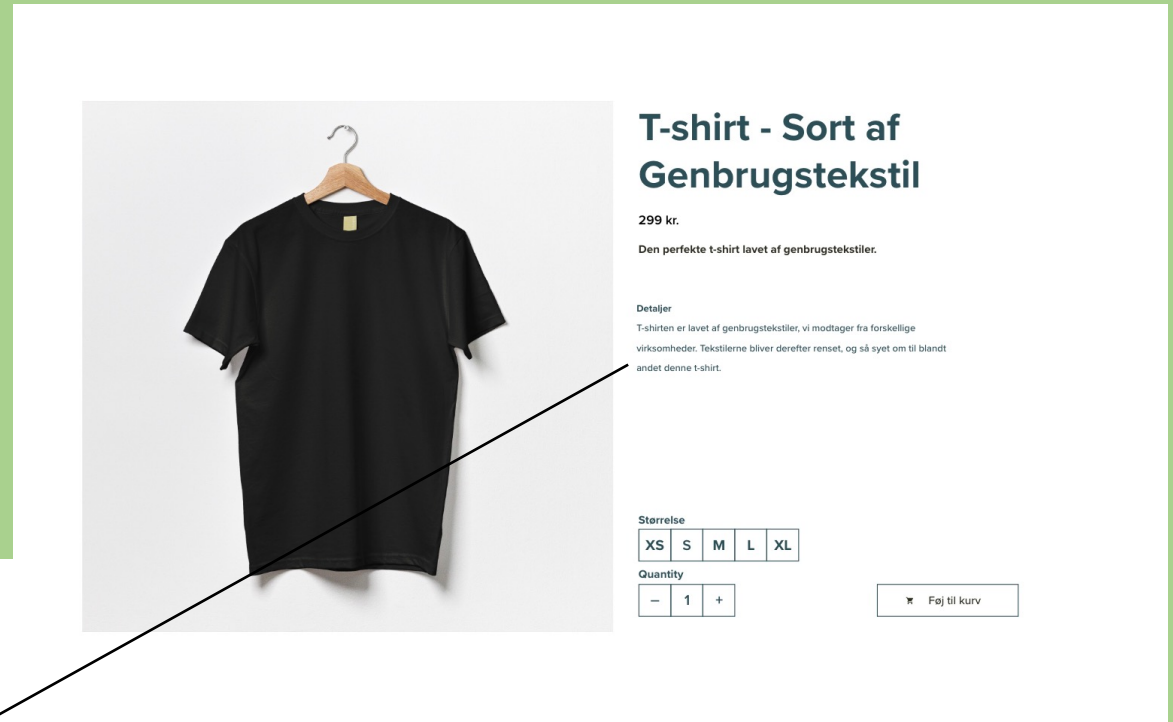 T-shirt - Sort af
Genbrugstekstil
299 kr.
Den perfekte t-shirt lavet af genbrugstekstiler.
Detaljer
T-shirten er lavet af genbrugstekstiler, vi modtager fra forskellige
virksomheder. Tekstilerne bliver derefter renset, og så syet om til blandt
andet denne t-shirt.
Størrelse
XS S M L XL
Quantity
– 1 + Føj til kurv